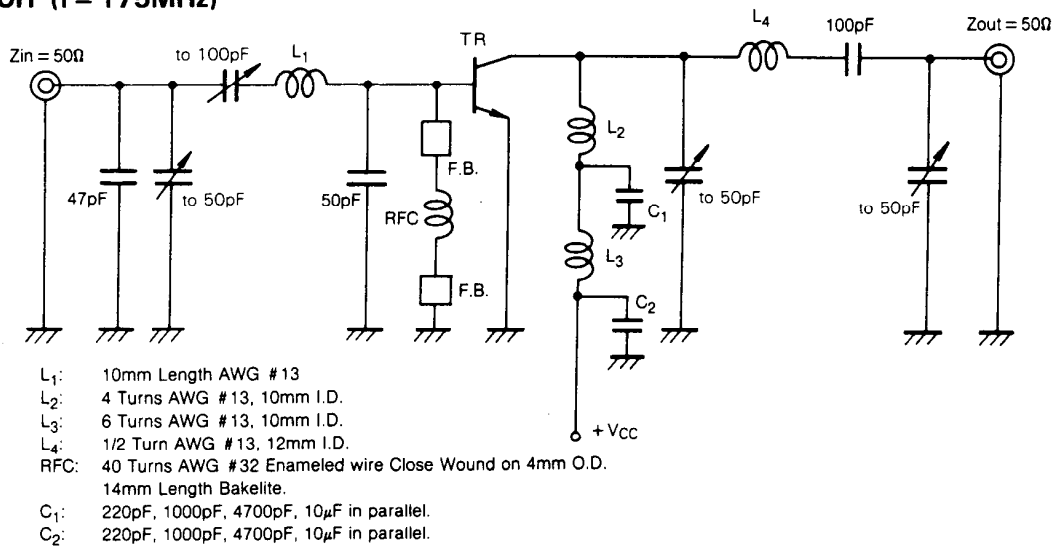 (f = 175MHz)
Zin = 50Ω
to 100pF
L1
TR
L4
100pF
Zout = 50Ω
47pF
to 50pF
50pF
F.B.
RFC
F.B.
L2
C1
L3
C2
to 50pF
to 50pF
+VCC
L1: 10mm Length AWG #13
L2: 4 Turns AWG #13, 10mm I.D.
L3: 6 Turns AWG #13, 10mm I.D.
L4: 1/2 Turn AWG #13, 12mm I.D.
RFC: 40 Turns AWG #32 Enameled wire Close Wound on 4mm O.D.
14mm Length Bakelite.
C1: 220pF, 1000pF, 4700pF, 10μF in parallel.
C2: 220pF, 1000pF, 4700pF, 10μF in parallel.